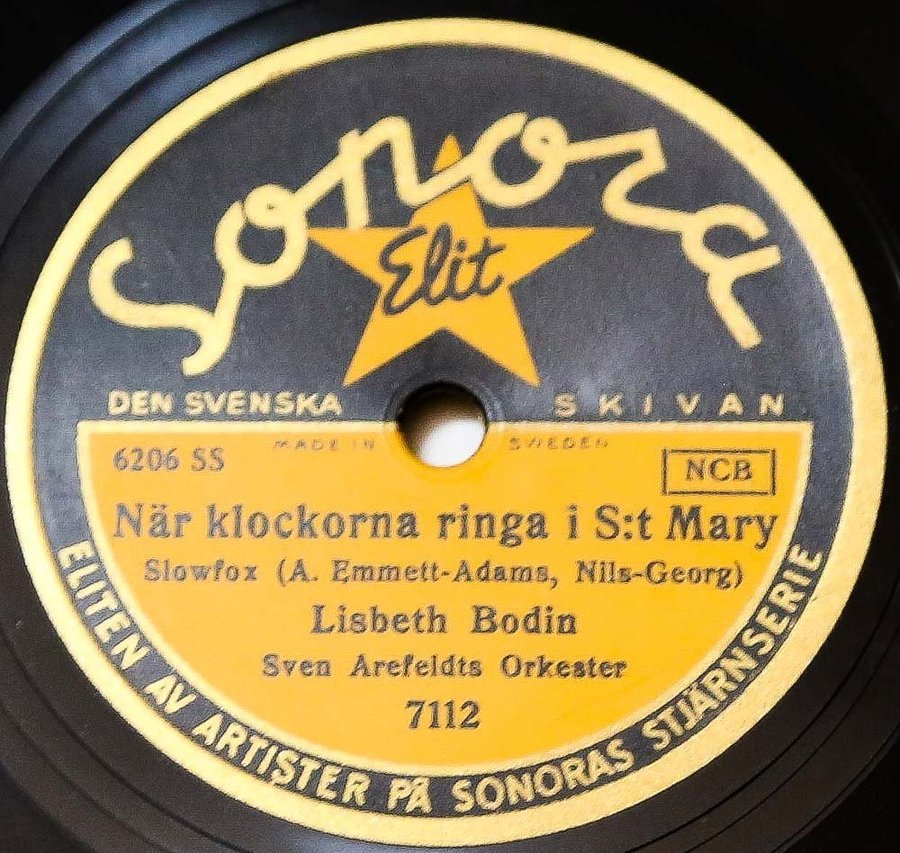 Sonora
Elit
DEN SVENSKA SKIVAN
MADE IN SWEDEN
6206 SS
NCB
När klockorna ringa i S:t Mary
Slowfox (A. Emmett-Adams, Nils-Georg)
Lisbeth Bodin
Sven Arefeldts Orkester
7112
ELITEN AV ARTISTER PÅ SONORAS STJÄRNSERIE